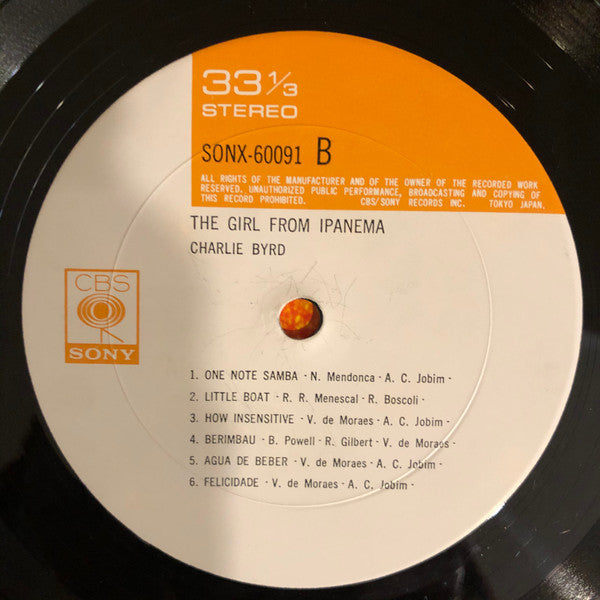 33 1/3
STEREO
SONX-60091 B
ALL RIGHTS OF THE MANUFACTURER AND OF THE OWNER OF THE RECORDED WORK
RESERVED. UNAUTHORIZED PUBLIC PERFORMANCE, BROADCASTING AND COPYING OF
THIS RECORD PROHIBITED. CBS/SONY RECORDS INC. TOKYO JAPAN.
THE GIRL FROM IPANEMA
CHARLIE BYRD
CBS
SONY
1. ONE NOTE SAMBA · N. Mendonca · A. C. Jobim ·
2. LITTLE BOAT · R. R. Menescal · R. Boscoli ·
3. HOW INSENSITIVE · V. de Moraes · A. C. Jobim ·
4. BERIMBAU · B. Powell · R. Gilbert · V. de Moraes ·
5. AGUA DE BEBER · V. de Moraes · A. C. Jobim ·
6. FELICIDADE · V. de Moraes · A. C. Jobim ·